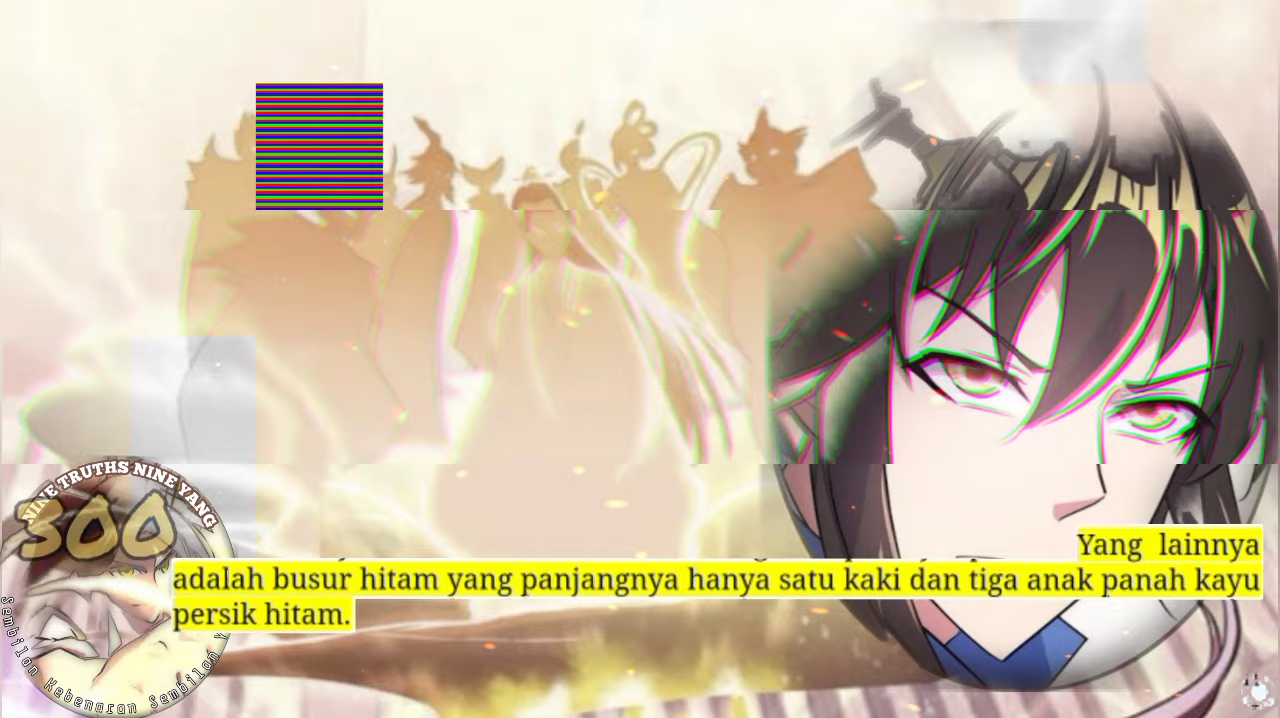 NINE TRUTHS NINE YANG
300
Yang lainnya
adalah busur hitam yang panjangnya hanya satu kaki dan tiga anak panah kayu
persik hitam.
Sembilan Kebenaran Sembilan Y